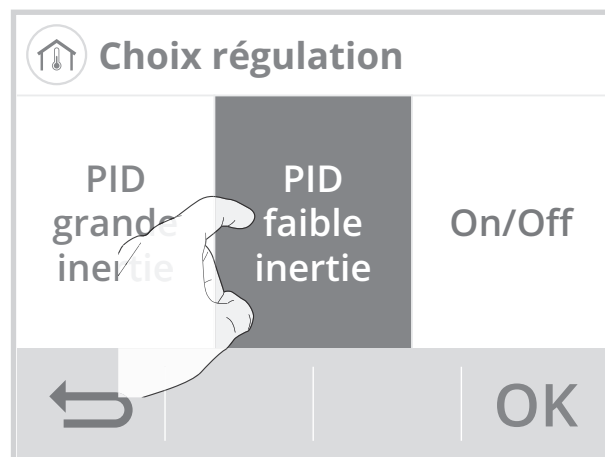 Choix régulation
PID
grande
inertie
PID
faible
inertie
On/Off
OK